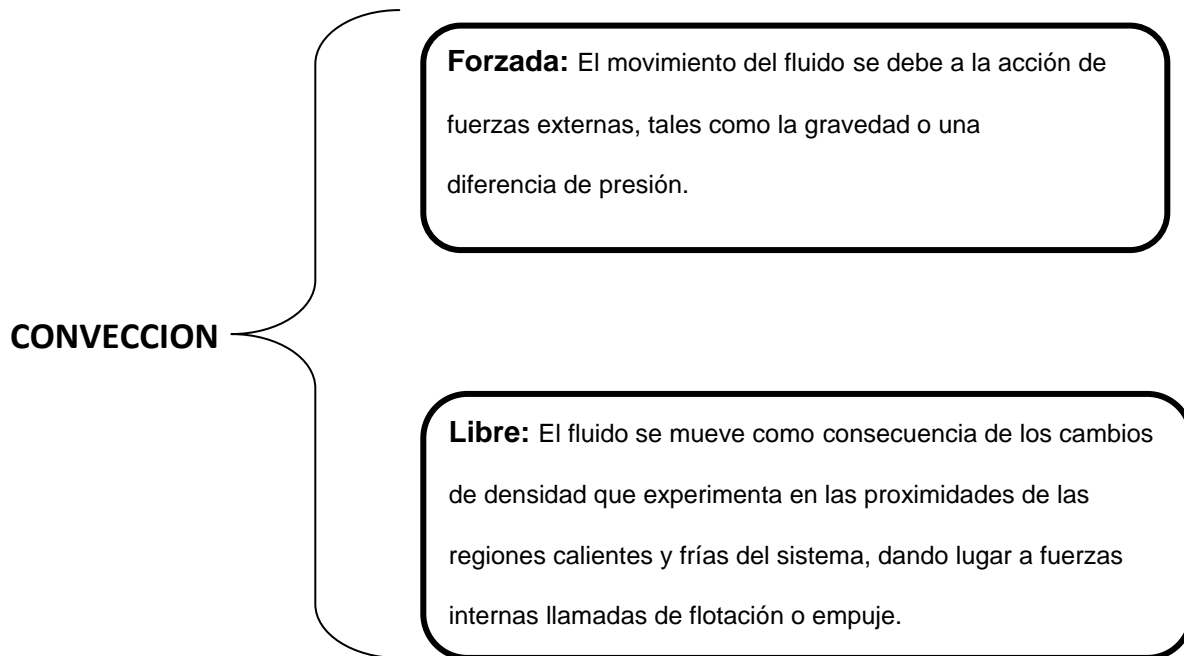 Forzada: El movimiento del fluido se debe a la acción de
fuerzas externas, tales como la gravedad o una
diferencia de presión.
CONVECCION
Libre: El fluido se mueve como consecuencia de los cambios
de densidad que experimenta en las proximidades de las
regiones calientes y frías del sistema, dando lugar a fuerzas
internas llamadas de flotación o empuje.